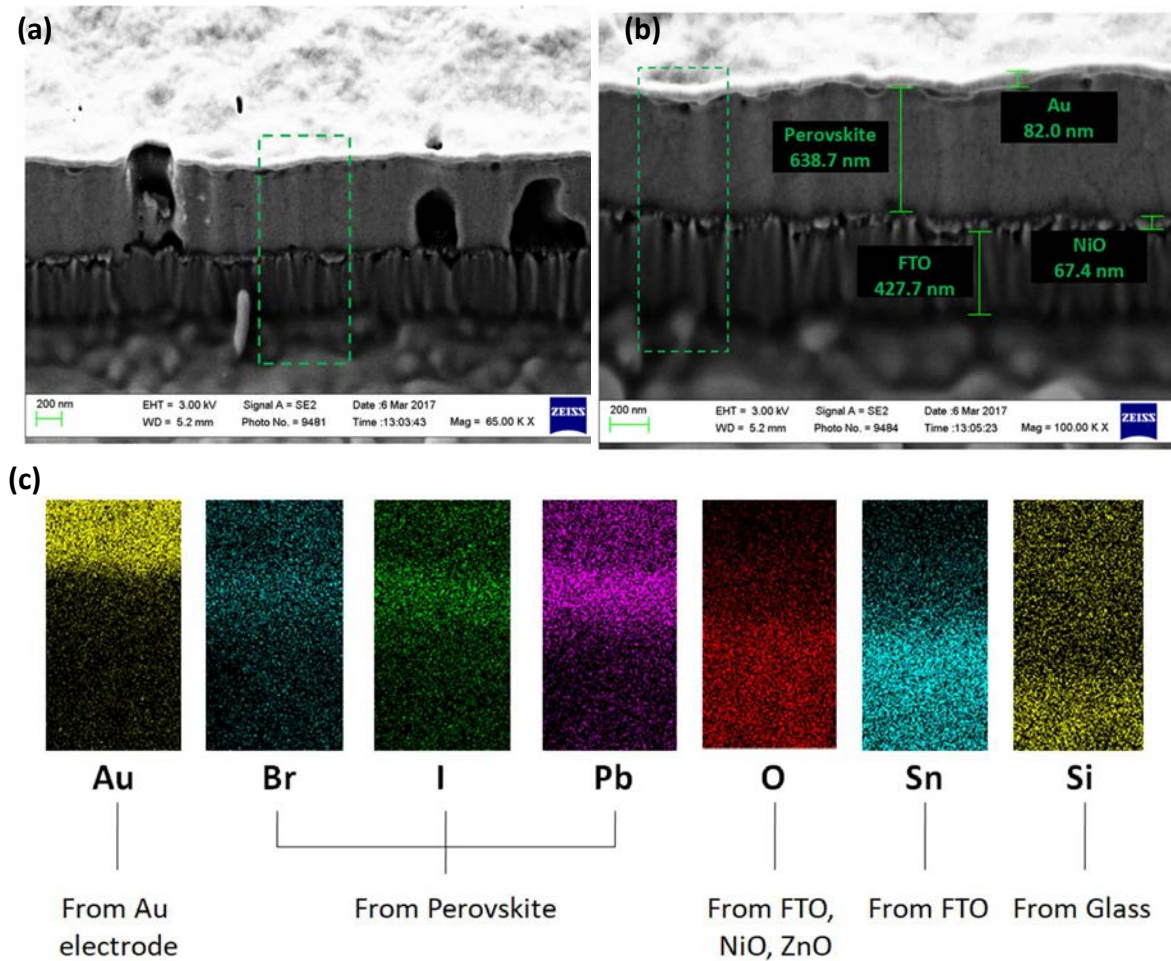 (a)
200 nm
EHT = 3.00 kV Signal A = SE2 Date :6 Mar 2017
WD = 5.2 mm Photo No. = 9481 Time :13:03:43 Mag = 65.00 K X
ZEISS
(b)
Au
82.0 nm
Perovskite
638.7 nm
NiO
67.4 nm
FTO
427.7 nm
200 nm
EHT = 3.00 kV Signal A = SE2 Date :6 Mar 2017
WD = 5.2 mm Photo No. = 9484 Time :13:05:23 Mag = 100.00 K X
ZEISS
(c)
Au Br I Pb O Sn Si
From Au
electrode
From Perovskite
From FTO,
NiO, ZnO
From FTO
From Glass